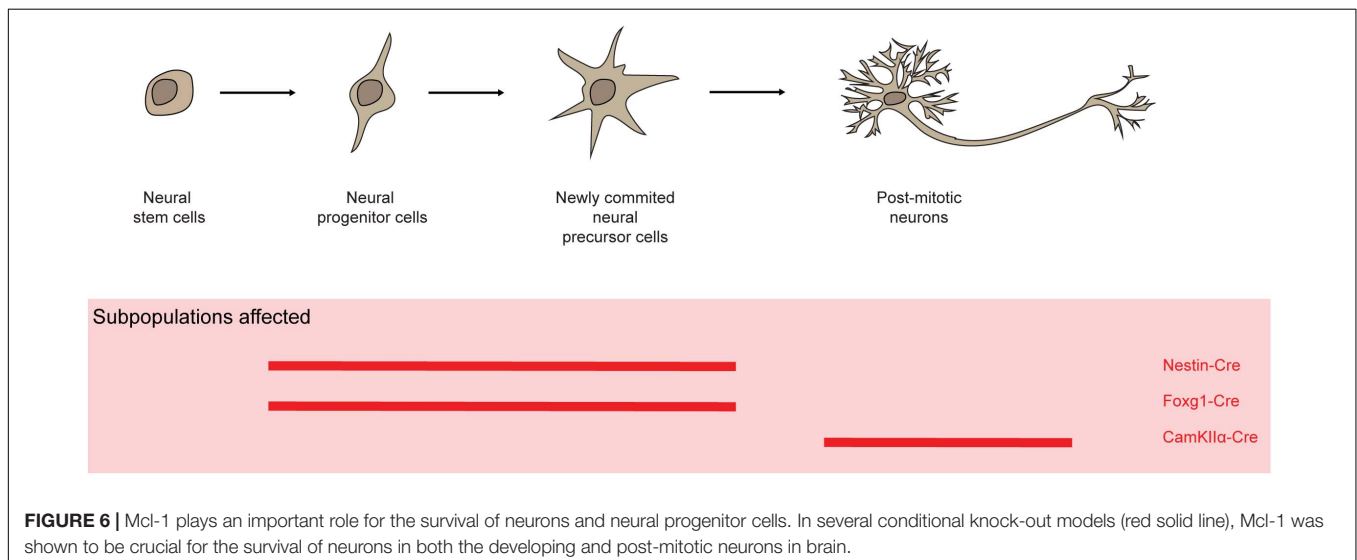 Neural
stem cells
Neural
progenitor cells
Newly commited
neural
precursor cells
Post-mitotic
neurons
Subpopulations affected
Nestin-Cre
Foxg1-Cre
CamKIIα-Cre
FIGURE 6 | Mcl-1 plays an important role for the survival of neurons and neural progenitor cells. In several conditional knock-out models (red solid line), Mcl-1 was
shown to be crucial for the survival of neurons in both the developing and post-mitotic neurons in brain.